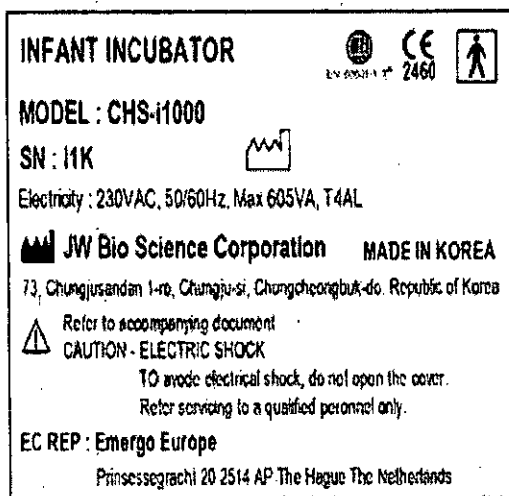 INFANT INCUBATOR
CE
2460
MODEL : CHS-i1000
SN : I1K
Electricity : 230VAC, 50/60Hz, Max 605VA, T4AL
JW Bio Science Corporation MADE IN KOREA
73, Chungjusandan 1-ro, Chungju-si, Chungcheongbuk-do. Republic of Korea
Refer to accompanying document
CAUTION - ELECTRIC SHOCK
TO avode electrical shock, do not open the cover.
Refer servicing to a qualified peronnel only.
EC REP : Emergo Europe
Prinsessegracht 20 2514 AP The Hague The Netherlands